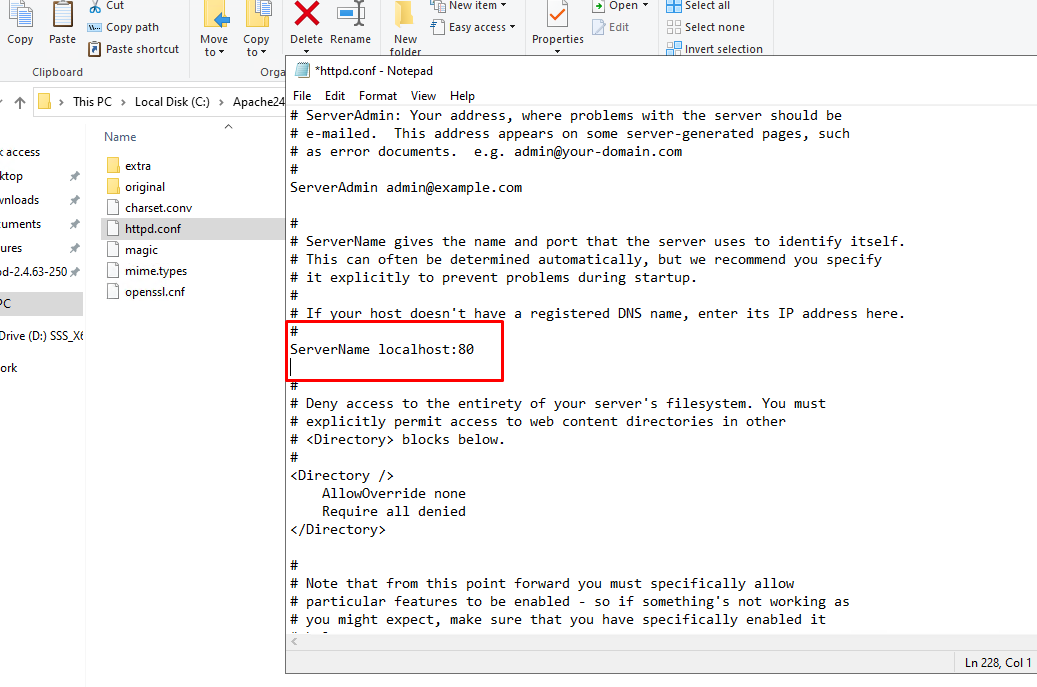 Copy
Paste
Cut
Copy path
Paste shortcut
Move
to
Copy
to
Delete
Rename
New
folder
New item
Easy access
Properties
Open
Edit
Select all
Select none
Invert selection
Clipboard
Orga
This PC
Local Disk (C:)
Apache24
access
Name
extra
original
charset.conv
httpd.conf
magic
mime.types
openssl.cnf
ktop
wnloads
uments
ures
od-2.4.63-250
PC
Drive (D:) SSS_X6
ork
*httpd.conf - Notepad
File Edit Format View Help
# ServerAdmin: Your address, where problems with the server should be
# e-mailed.  This address appears on some server-generated pages, such
# as error documents.  e.g. admin@your-domain.com
#
ServerAdmin admin@example.com
#
# ServerName gives the name and port that the server uses to identify itself.
# This can often be determined automatically, but we recommend you specify
# it explicitly to prevent problems during startup.
#
# If your host doesn't have a registered DNS name, enter its IP address here.
#
ServerName localhost:80
#
# Deny access to the entirety of your server's filesystem. You must
# explicitly permit access to web content directories in other
# <Directory> blocks below.
#
<Directory />
    AllowOverride none
    Require all denied
</Directory>
#
# Note that from this point forward you must specifically allow
# particular features to be enabled - so if something's not working as
# you might expect, make sure that you have specifically enabled it
Ln 228, Col 1